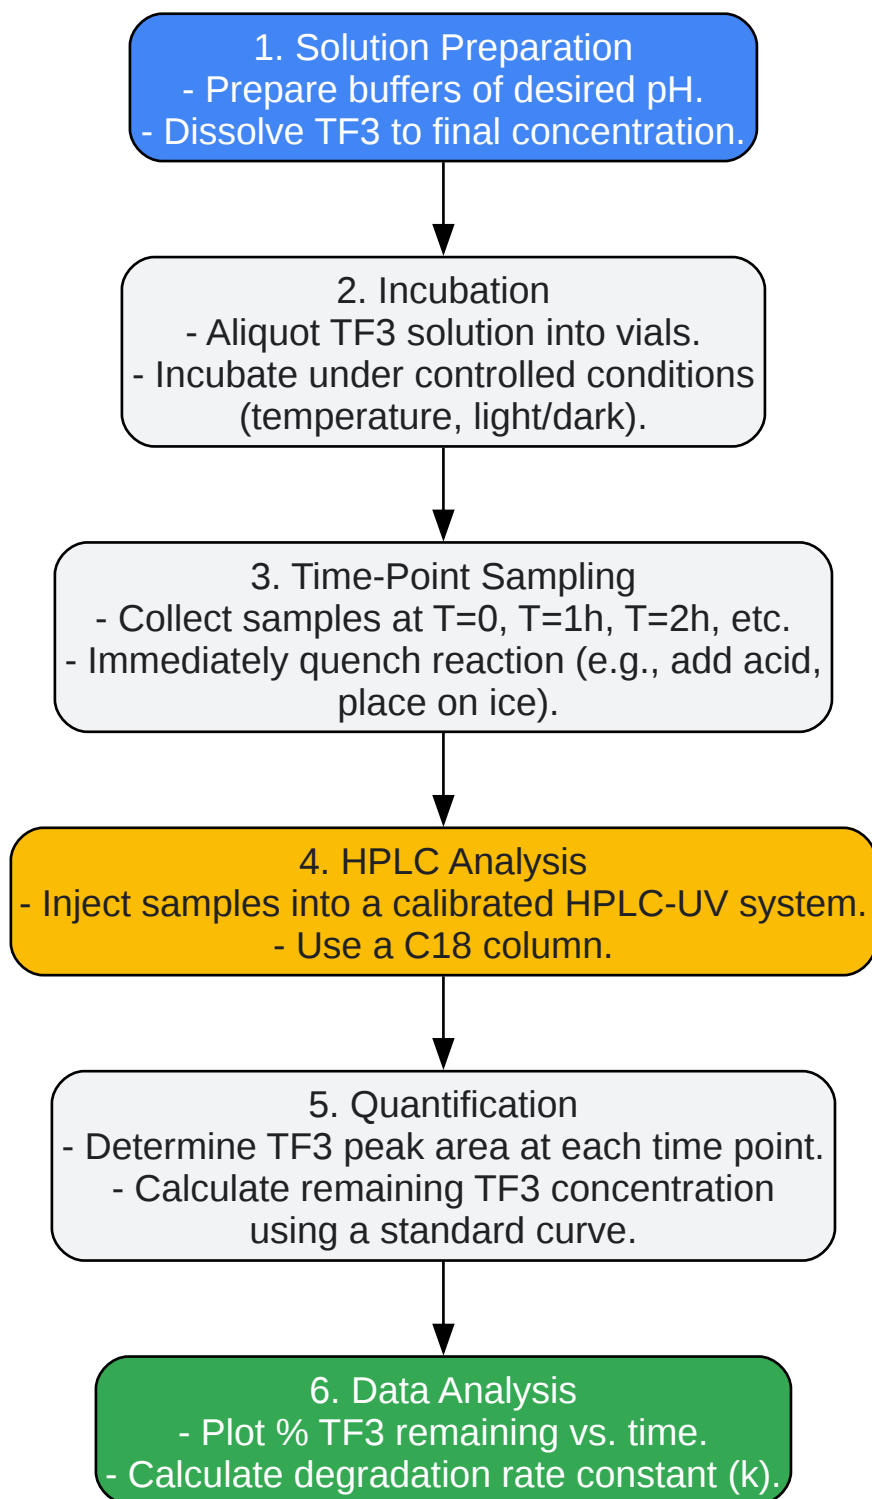 1. Solution Preparation
- Prepare buffers of desired pH.
- Dissolve TF3 to final concentration.
2. Incubation
- Aliquot TF3 solution into vials.
- Incubate under controlled conditions
(temperature, light/dark).
3. Time-Point Sampling
- Collect samples at T=0, T=1h, T=2h, etc.
- Immediately quench reaction (e.g., add acid,
place on ice).
4. HPLC Analysis
- Inject samples into a calibrated HPLC-UV system.
- Use a C18 column.
5. Quantification
- Determine TF3 peak area at each time point.
- Calculate remaining TF3 concentration
using a standard curve.
6. Data Analysis
- Plot % TF3 remaining vs. time.
- Calculate degradation rate constant (k).